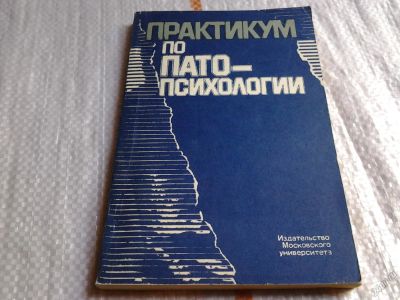 ПРАКТИКУМ
ПО
ПАТО–
ПСИХОЛОГИИ
Издательство
Московского
университета